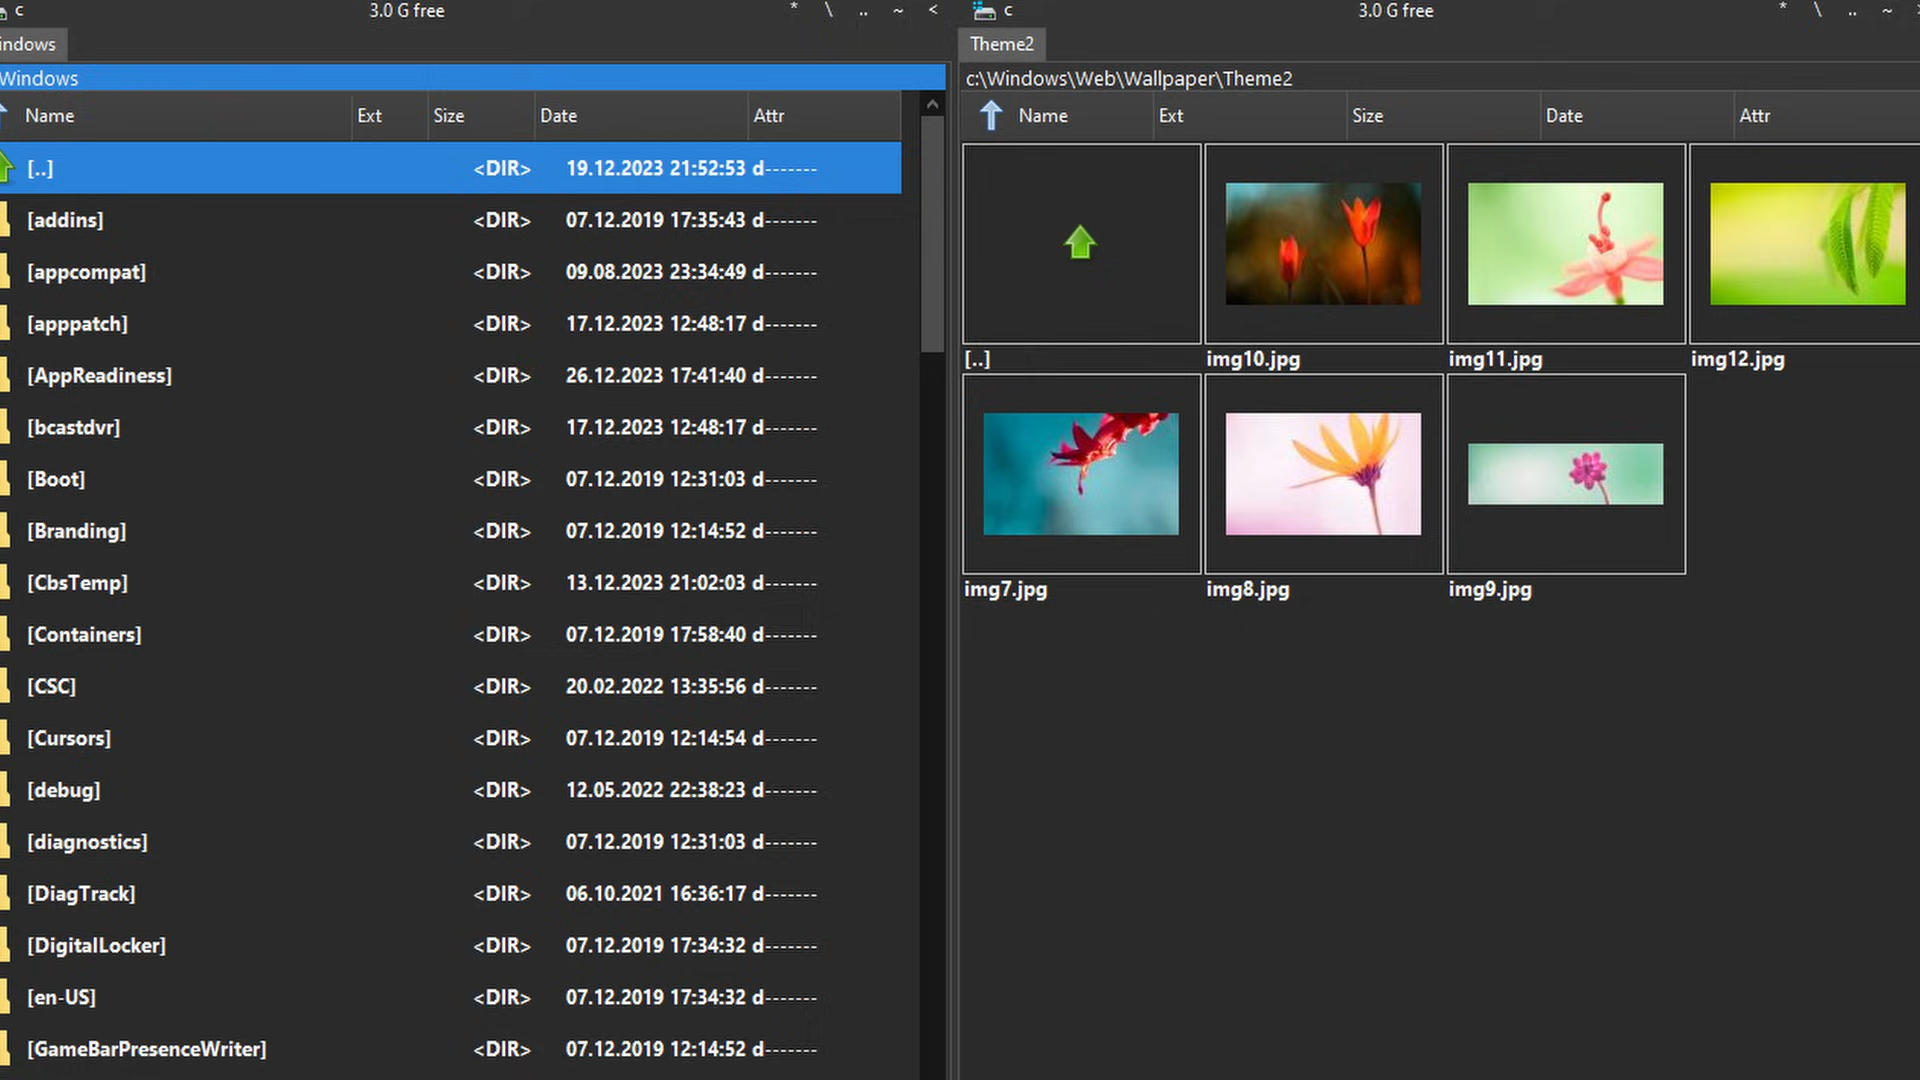 c 3.0 G free * \ .. ~ <
indows
Windows
Name Ext Size Date Attr
[..] <DIR> 19.12.2023 21:52:53 d-------
[addins] <DIR> 07.12.2019 17:35:43 d-------
[appcompat] <DIR> 09.08.2023 23:34:49 d-------
[apppatch] <DIR> 17.12.2023 12:48:17 d-------
[AppReadiness] <DIR> 26.12.2023 17:41:40 d-------
[bcastdvr] <DIR> 17.12.2023 12:48:17 d-------
[Boot] <DIR> 07.12.2019 12:31:03 d-------
[Branding] <DIR> 07.12.2019 12:14:52 d-------
[CbsTemp] <DIR> 13.12.2023 21:02:03 d-------
[Containers] <DIR> 07.12.2019 17:58:40 d-------
[CSC] <DIR> 20.02.2022 13:35:56 d-------
[Cursors] <DIR> 07.12.2019 12:14:54 d-------
[debug] <DIR> 12.05.2022 22:38:23 d-------
[diagnostics] <DIR> 07.12.2019 12:31:03 d-------
[DiagTrack] <DIR> 06.10.2021 16:36:17 d-------
[DigitalLocker] <DIR> 07.12.2019 17:34:32 d-------
[en-US] <DIR> 07.12.2019 17:34:32 d-------
[GameBarPresenceWriter] <DIR> 07.12.2019 12:14:52 d-------
c 3.0 G free * \ .. ~
Theme2
c:\Windows\Web\Wallpaper\Theme2
Name Ext Size Date Attr
[..] img10.jpg img11.jpg img12.jpg
img7.jpg img8.jpg img9.jpg